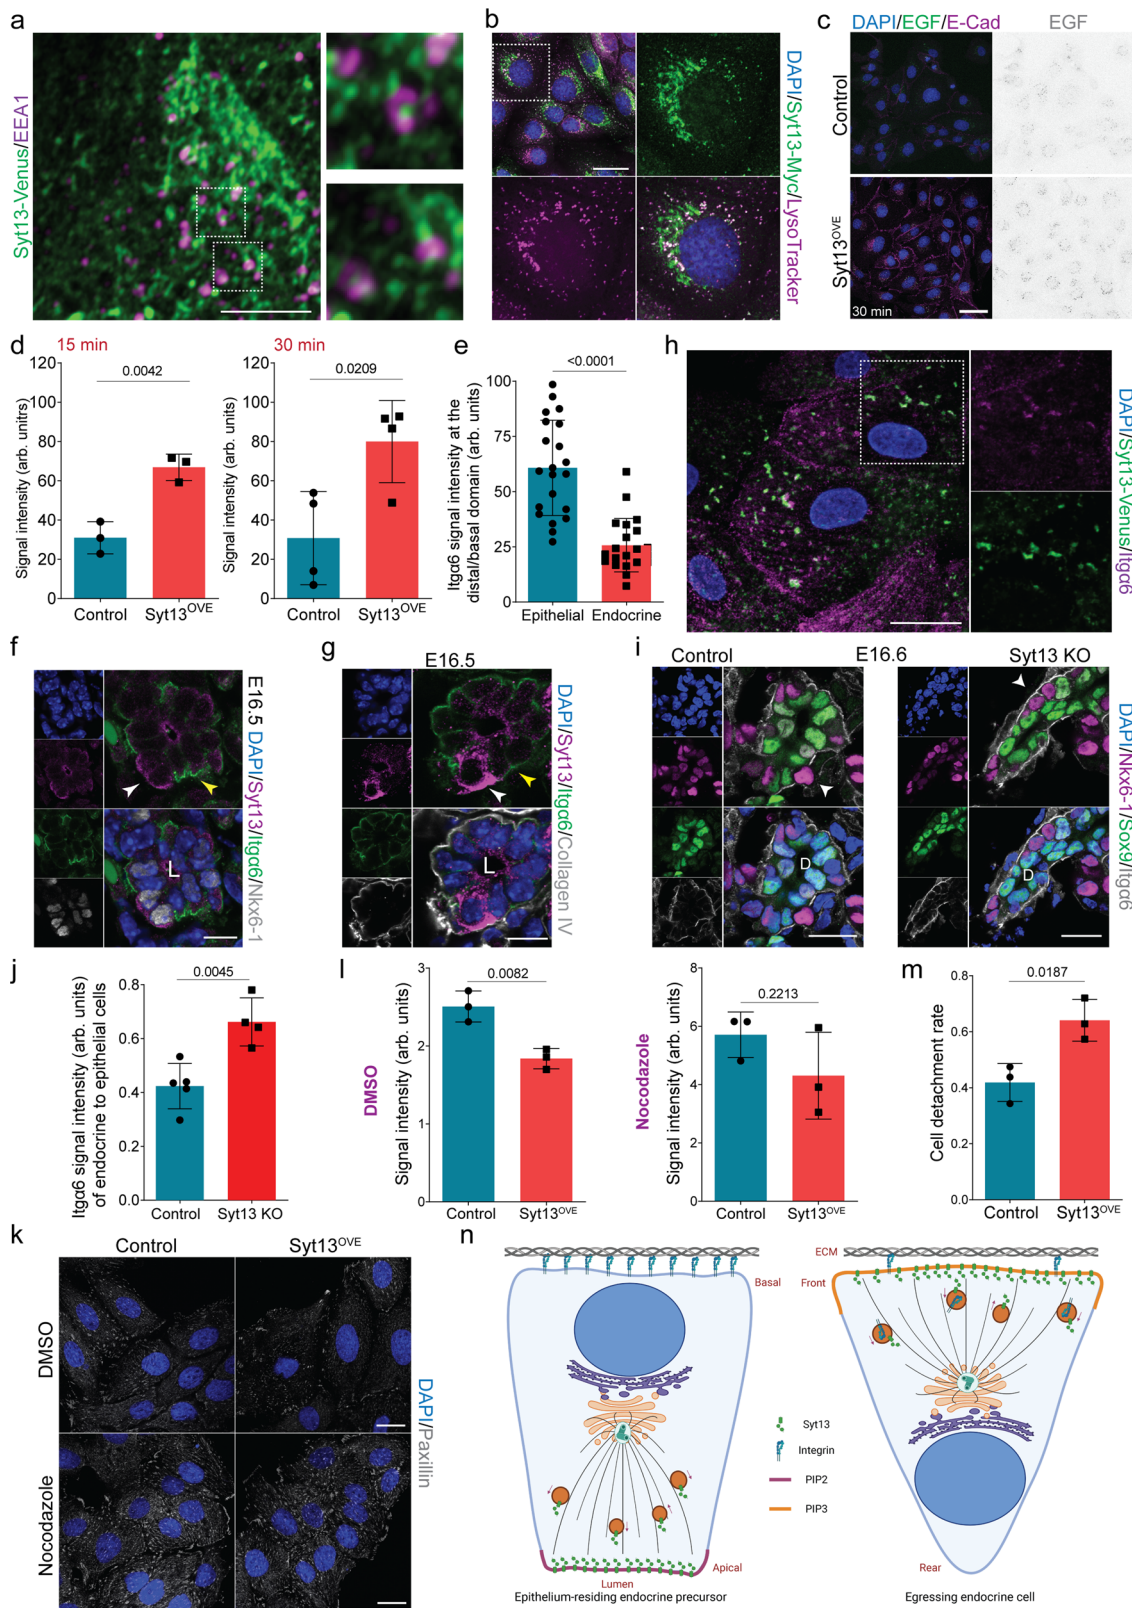 a
Syt13-Venus/EEA1
b
DAPI/Syt13-Myc/LysoTracker
c
DAPI/EGF/E-Cad
EGF
Control
Syt13OVE
30 min
d
15 min
Signal intensity (arb. unitrs)
120
100
80
60
40
20
0
0.0042
Control
Syt13OVE
30 min
Signal intensity (arb. units)
120
100
80
60
40
20
0
0.0209
Control
Syt13OVE
e
Itgα6 signal intensity at the
distal/basal domain (arb. units)
100
75
50
25
0
<0.0001
Epithelial
Endocrine
h
DAPI/Syt13-Venus/Itgα6
f
E16.5 DAPI/Syt13/Itgα6/Nkx6-1
L
g
E16.5
DAPI/Syt13/Itgα6/Collagen IV
L
i
Control
E16.6
Syt13 KO
D
D
DAPI/Nkx6-1/Sox9/Itgα6
j
Itgα6 signal intensity (arb. units)
of endocrine to epithelial cells
0.8
0.6
0.4
0.2
0.0
0.0045
Control
Syt13 KO
l
DMSO
Signal intensity (arb. units)
3
2
1
0
0.0082
Control
Syt13OVE
Nocodazole
Signal intensity (arb. units)
8
6
4
2
0
0.2213
Control
Syt13OVE
m
Cell detachment rate
0.8
0.6
0.4
0.2
0.0
0.0187
Control
Syt13OVE
k
Control
Syt13OVE
DMSO
Nocodazole
DAPI/Paxillin
n
ECM
Basal
Front
Syt13
Integrin
PIP2
PIP3
Lumen
Apical
Rear
Epithelium-residing endocrine precursor
Egressing endocrine cell